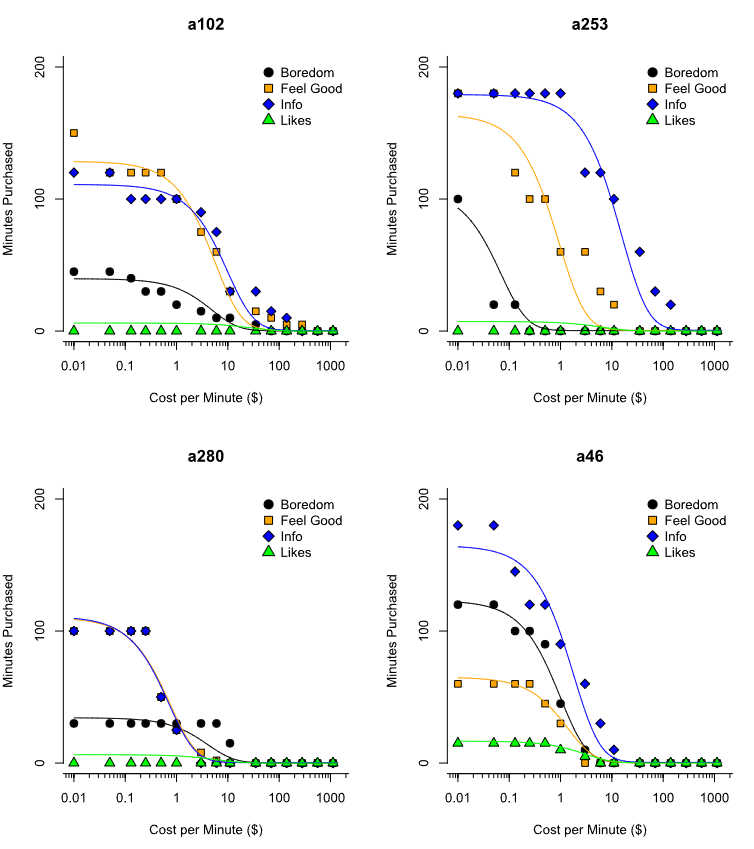 a102
200
100
0
Minutes Purchased
Boredom
Feel Good
Info
Likes
0.01 0.1 1 10 100 1000
Cost per Minute ($)
a253
200
100
0
Minutes Purchased
Boredom
Feel Good
Info
Likes
0.01 0.1 1 10 100 1000
Cost per Minute ($)
a280
200
100
0
Minutes Purchased
Boredom
Feel Good
Info
Likes
0.01 0.1 1 10 100 1000
Cost per Minute ($)
a46
200
100
0
Minutes Purchased
Boredom
Feel Good
Info
Likes
0.01 0.1 1 10 100 1000
Cost per Minute ($)